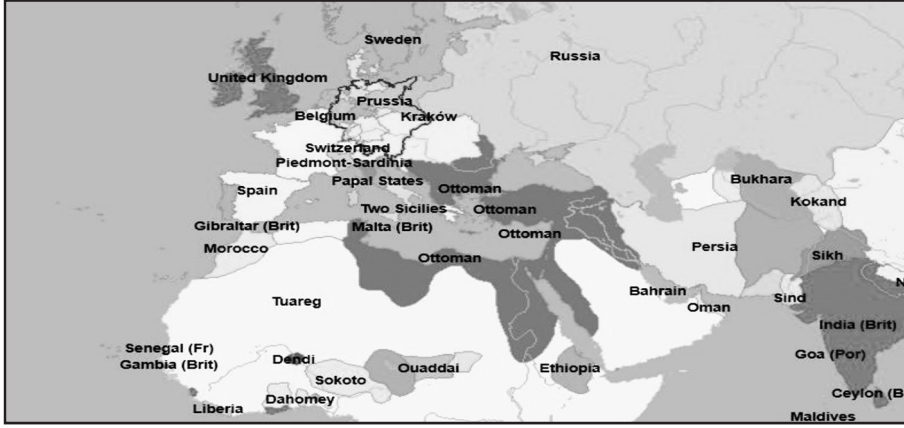 Sweden
Russia
United Kingdom
Prussia
Belgium
Kraków
Switzerland
Piedmont-Sardinia
Papal States
Bukhara
Spain
Ottoman
Kokand
Two Sicilies
Ottoman
Gibraltar (Brit)
Malta (Brit)
Ottoman
Morocco
Persia
Ottoman
Sikh
Tuareg
Bahrain
Sind
N
Oman
India (Brit)
Senegal (Fr)
Goa (Por)
Gambia (Brit)
Dendi
Ouaddai
Ethiopia
Sokoto
Dahomey
Ceylon (B
Liberia
Maldives